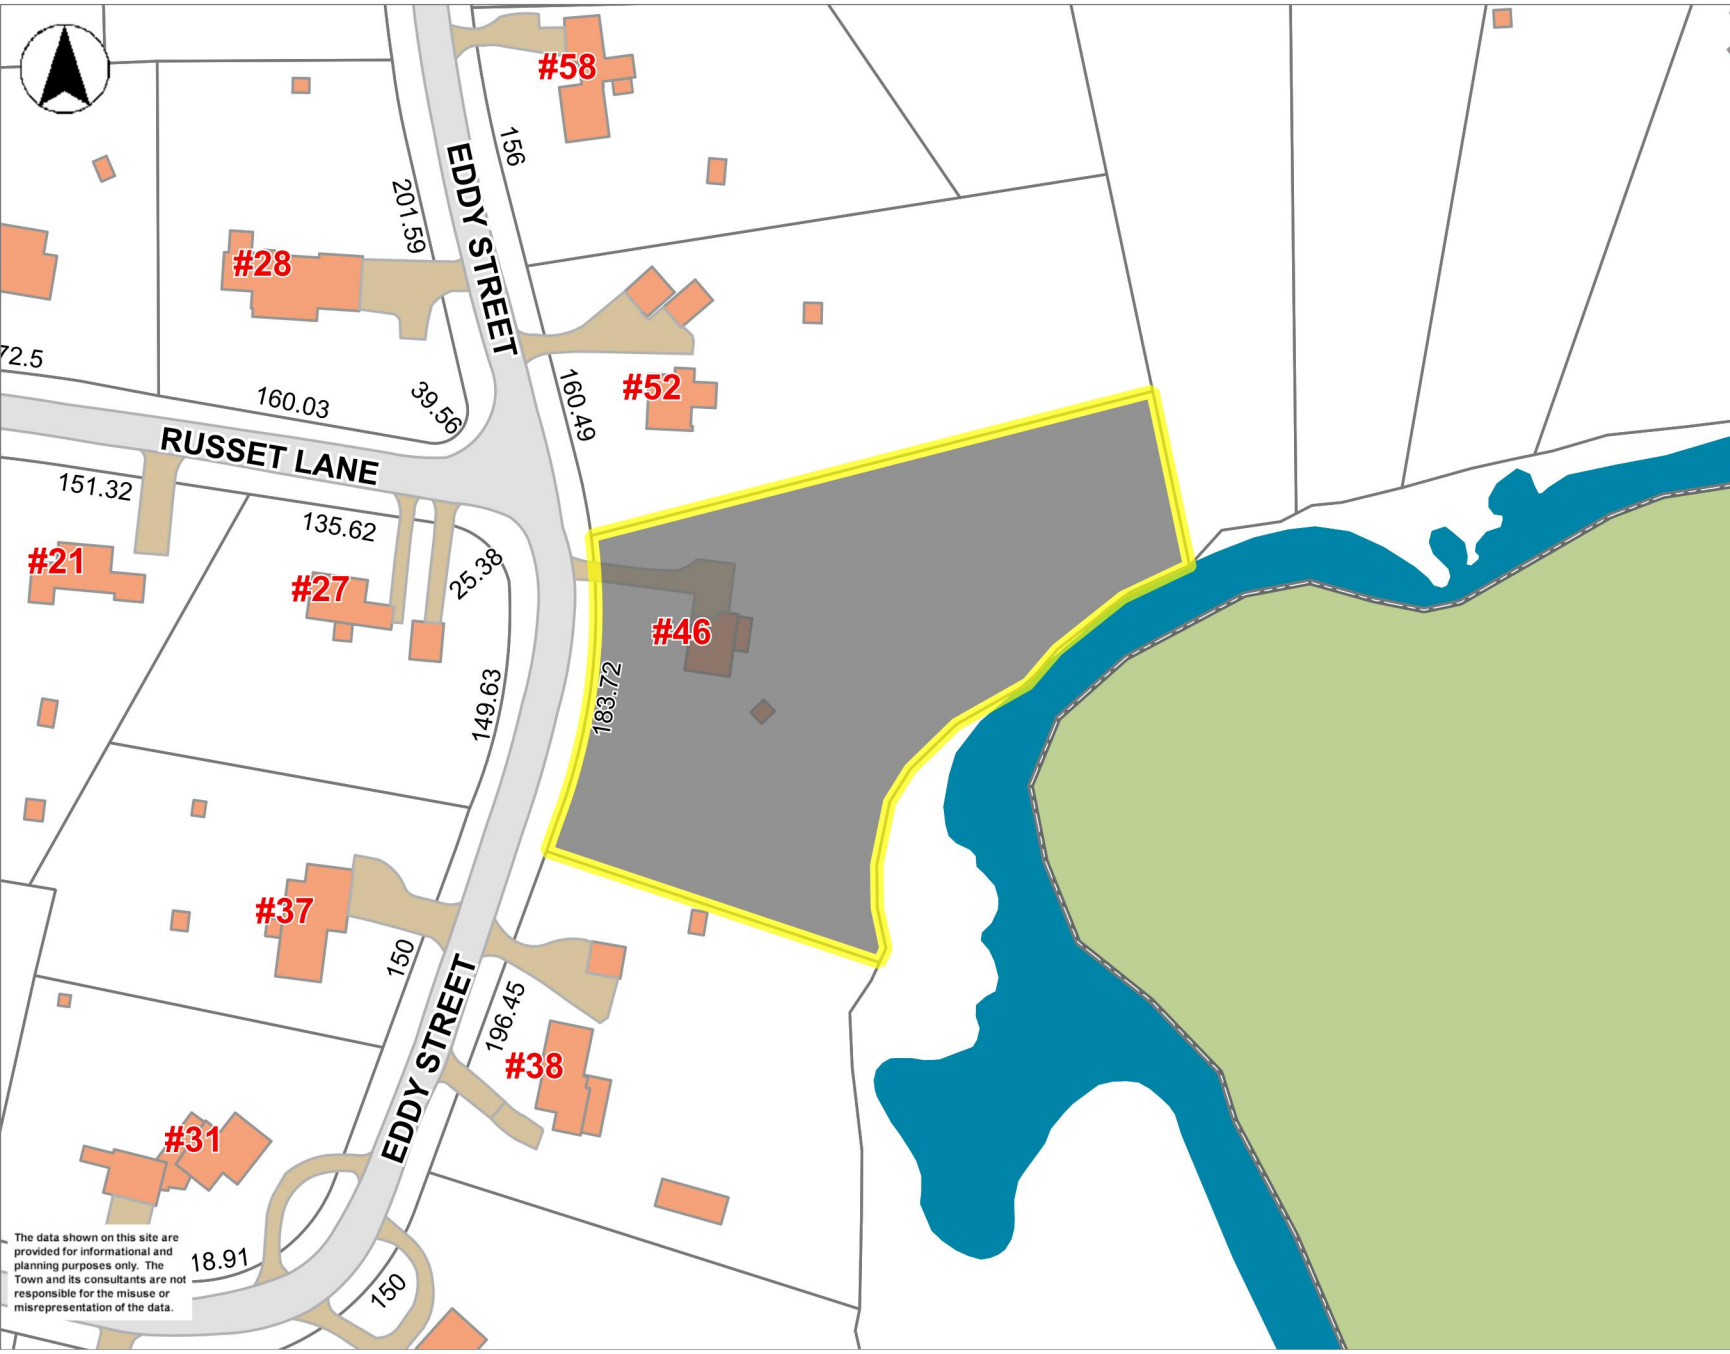 #58
156
EDDY STREET
201.59
#28
72.5
160.03
39.56
160.49
#52
RUSSET LANE
151.32
135.62
25.38
#21
#27
#46
183.72
149.63
#37
150
EDDY STREET
196.45
#38
#31
The data shown on this site are
provided for informational and
planning purposes only. The
Town and its consultants are not
responsible for the misuse or
misrepresentation of the data.
18.91
150